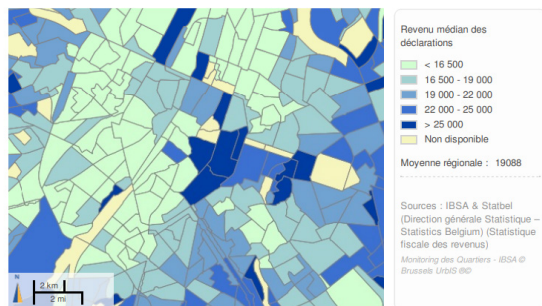 Revenu médian des
déclarations
< 16 500
16 500 - 19 000
19 000 - 22 000
22 000 - 25 000
> 25 000
Non disponible
Moyenne régionale : 19088
Sources : IBSA & Statbel
(Direction générale Statistique –
Statistics Belgium) (Statistique
fiscale des revenus)
Monitoring des Quartiers - IBSA ©
Brussels UrbIS ®©
N
2 km
2 mi